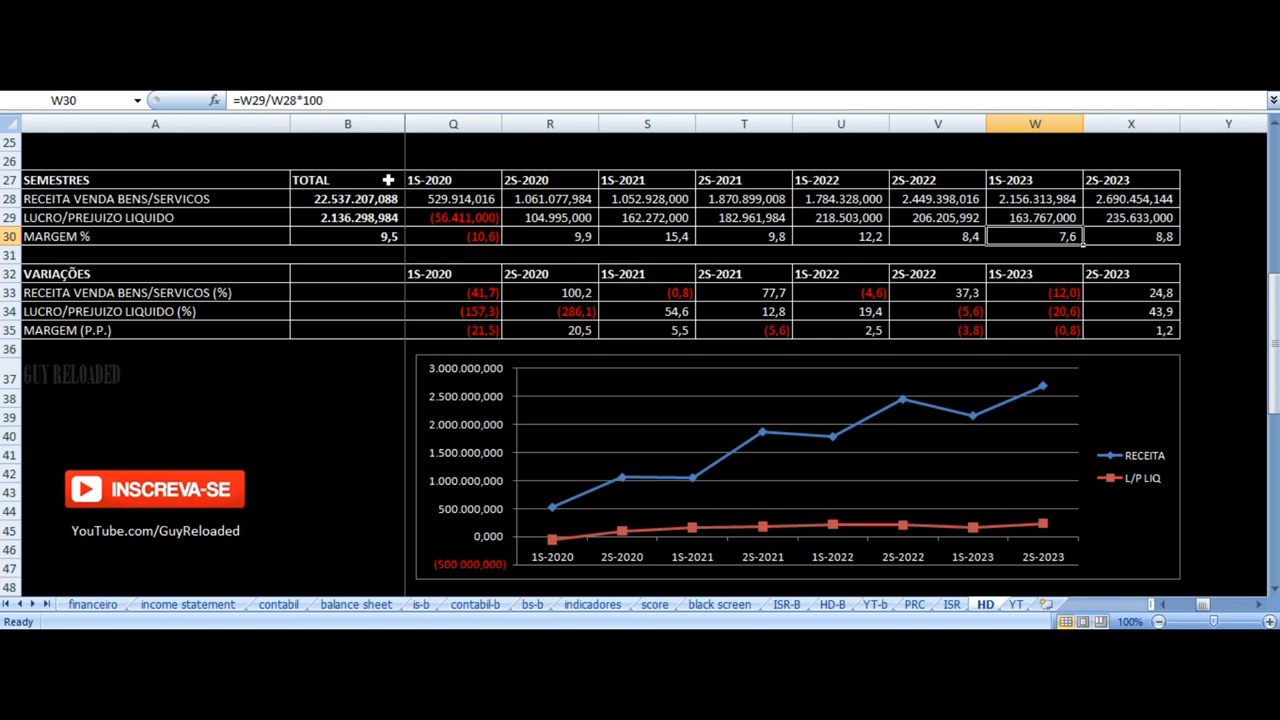 W30 fx =W29/W28*100
A B Q R S T U V W X Y
25
26
27 SEMESTRES TOTAL 1S-2020 2S-2020 1S-2021 2S-2021 1S-2022 2S-2022 1S-2023 2S-2023
28 RECEITA VENDA BENS/SERVICOS 22.537.207,088 529.914,016 1.061.077,984 1.052.928,000 1.870.899,008 1.784.328,000 2.449.398,016 2.156.313,984 2.690.454,144
29 LUCRO/PREJUIZO LIQUIDO 2.136.298,984 (56.411,000) 104.995,000 162.272,000 182.961,984 218.503,000 206.205,992 163.767,000 235.633,000
30 MARGEM % 9,5 (10,6) 9,9 15,4 9,8 12,2 8,4 7,6 8,8
31
32 VARIAÇÕES 1S-2020 2S-2020 1S-2021 2S-2021 1S-2022 2S-2022 1S-2023 2S-2023
33 RECEITA VENDA BENS/SERVICOS (%) (41,7) 100,2 (0,8) 77,7 (4,6) 37,3 (12,0) 24,8
34 LUCRO/PREJUIZO LIQUIDO (%) (157,3) (286,1) 54,6 12,8 19,4 (5,6) (20,6) 43,9
35 MARGEM (P.P.) (21,5) 20,5 5,5 (5,6) 2,5 (3,8) (0,8) 1,2
36
37 GUY RELOADED
38
39
40
41
42
43
44
45
46
47
48
INSCREVA-SE
YouTube.com/GuyReloaded
3.000.000,000
2.500.000,000
2.000.000,000
1.500.000,000
1.000.000,000
500.000,000
0,000
(500.000,000)
1S-2020 2S-2020 1S-2021 2S-2021 1S-2022 2S-2022 1S-2023 2S-2023
RECEITA
L/P LIQ
financeiro income statement contabil balance sheet is-b contabil-b bs-b indicadores score black screen ISR-B HD-B YT-b PRC ISR HD YT
Ready 100%